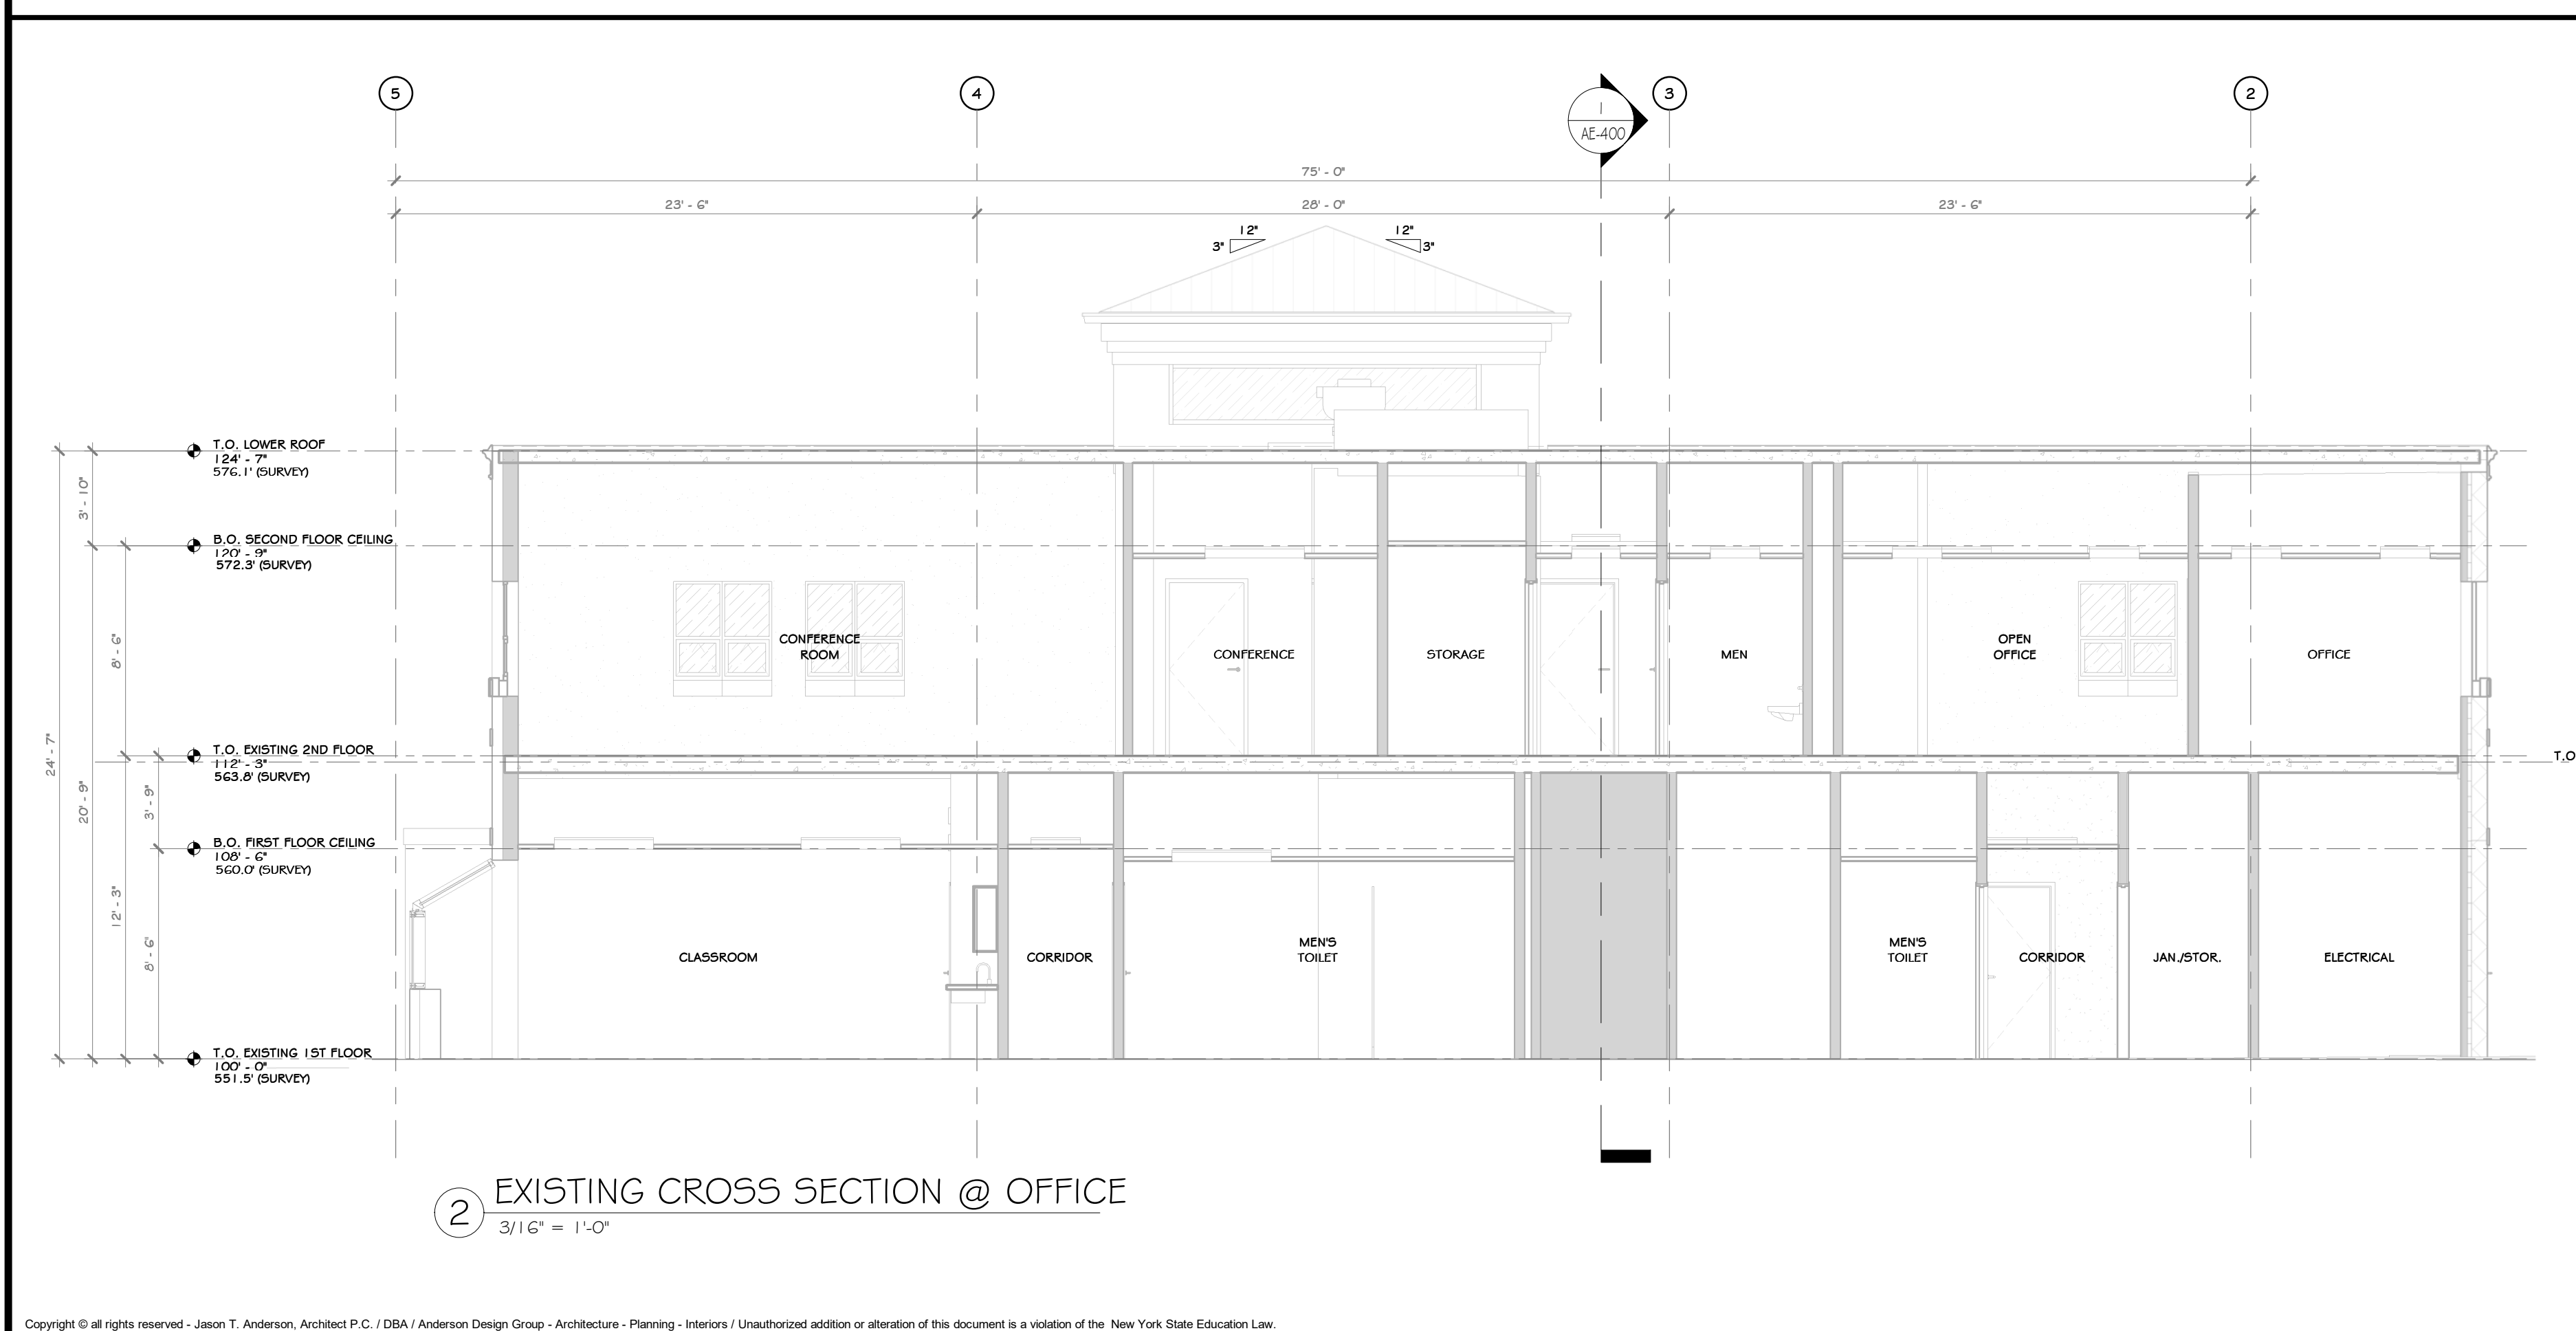 5
4
3
2
AE-400
75' - 0"
23' - 6"
28' - 0"
23' - 6"
12"
3"
12"
3"
T.O. LOWER ROOF
124' - 7"
576.1' (SURVEY)
3' - 10"
B.O. SECOND FLOOR CEILING
120' - 9"
572.3' (SURVEY)
8' - 6"
CONFERENCE
ROOM
CONFERENCE
STORAGE
MEN
OPEN
OFFICE
OFFICE
24' - 7"
T.O. EXISTING 2ND FLOOR
112' - 3"
563.8' (SURVEY)
T.O
20' - 9"
3' - 9"
B.O. FIRST FLOOR CEILING
108' - 6"
560.0' (SURVEY)
12' - 3"
8' - 6"
CLASSROOM
CORRIDOR
MEN'S
TOILET
MEN'S
TOILET
CORRIDOR
JAN./STOR.
ELECTRICAL
T.O. EXISTING 1ST FLOOR
100' - 0"
551.5' (SURVEY)
2
EXISTING CROSS SECTION @ OFFICE
3/16" = 1'-0"
Copyright © all rights reserved - Jason T. Anderson, Architect P.C. / DBA / Anderson Design Group - Architecture - Planning - Interiors / Unauthorized addition or alteration of this document is a violation of the New York State Education Law.